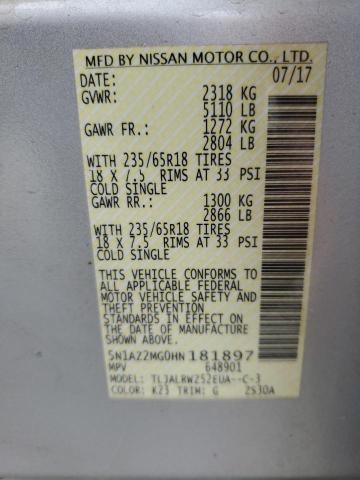 MFD BY NISSAN MOTOR CO., LTD.
DATE: 07/17
GVWR: 2318 KG
5110 LB
GAWR FR.: 1272 KG
2804 LB
WITH 235/65R18 TIRES
18 X 7.5 RIMS AT 33 PSI
COLD SINGLE
GAWR RR.: 1300 KG
2866 LB
WITH 235/65R18 TIRES
18 X 7.5 RIMS AT 33 PSI
COLD SINGLE
THIS VEHICLE CONFORMS TO
ALL APPLICABLE FEDERAL
MOTOR VEHICLE SAFETY
AND THEFT PREVENTION
STANDARDS IN EFFECT ON
THE DATE OF MANUFACTURE
SHOWN ABOVE.
5N1AZ2MG0HN181897
MPV 648901
MODEL: TLJALRWZ52EUA--C-3
COLOR: K23 TRIM: G 2S30A